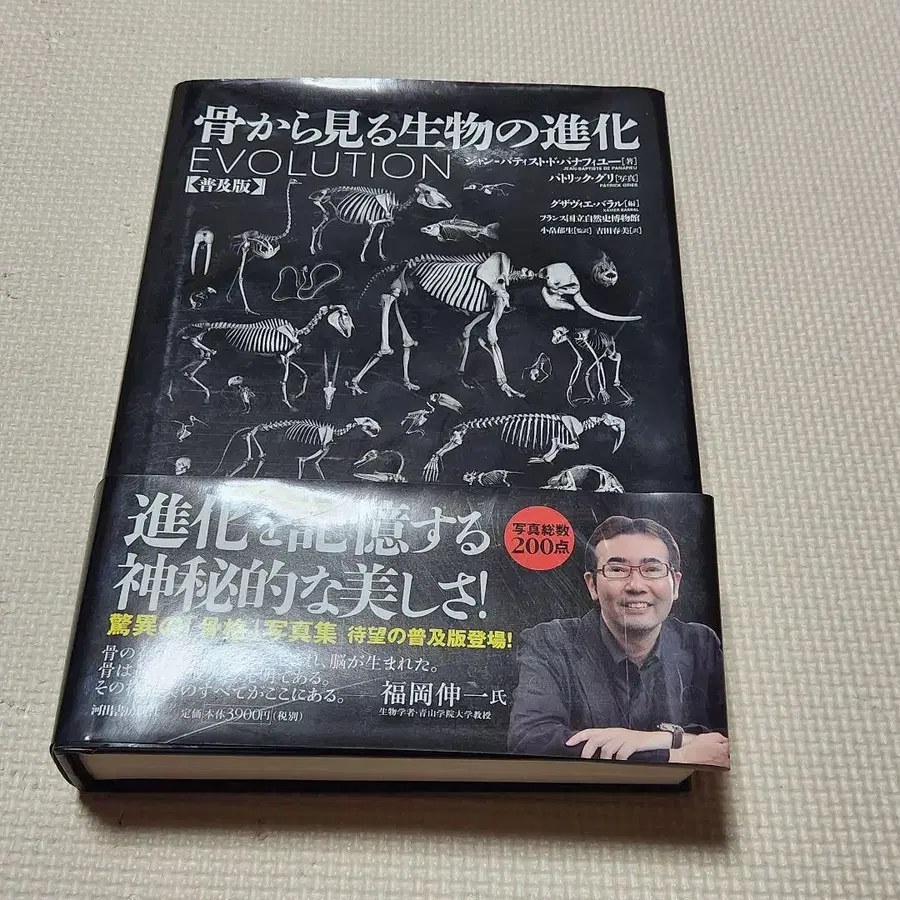 骨から見る生物の進化
EVOLUTION
【普及版】
ジャン=バティスト・ド・パナフィユー[著]
JEAN-BAPTISTE DE PANAFIEU
パトリック・グリ[写真]
PATRICK GRIES
グザヴィエ・バラル[編]
XAVIER BARRAL
フランス国立自然史博物館
小畠郁生[監訳] 吉田春美[訳]
進化を記憶する
神秘的な美しさ!
写真総数
200点
驚異の「骨格」写真集 待望の普及版登場!
骨の
れ、脳が生まれた。
骨は
である。
その
のすべてがここにある。
福岡伸一氏
生物学者・青山学院大学教授
河出書
定価 本体3900円(税別)